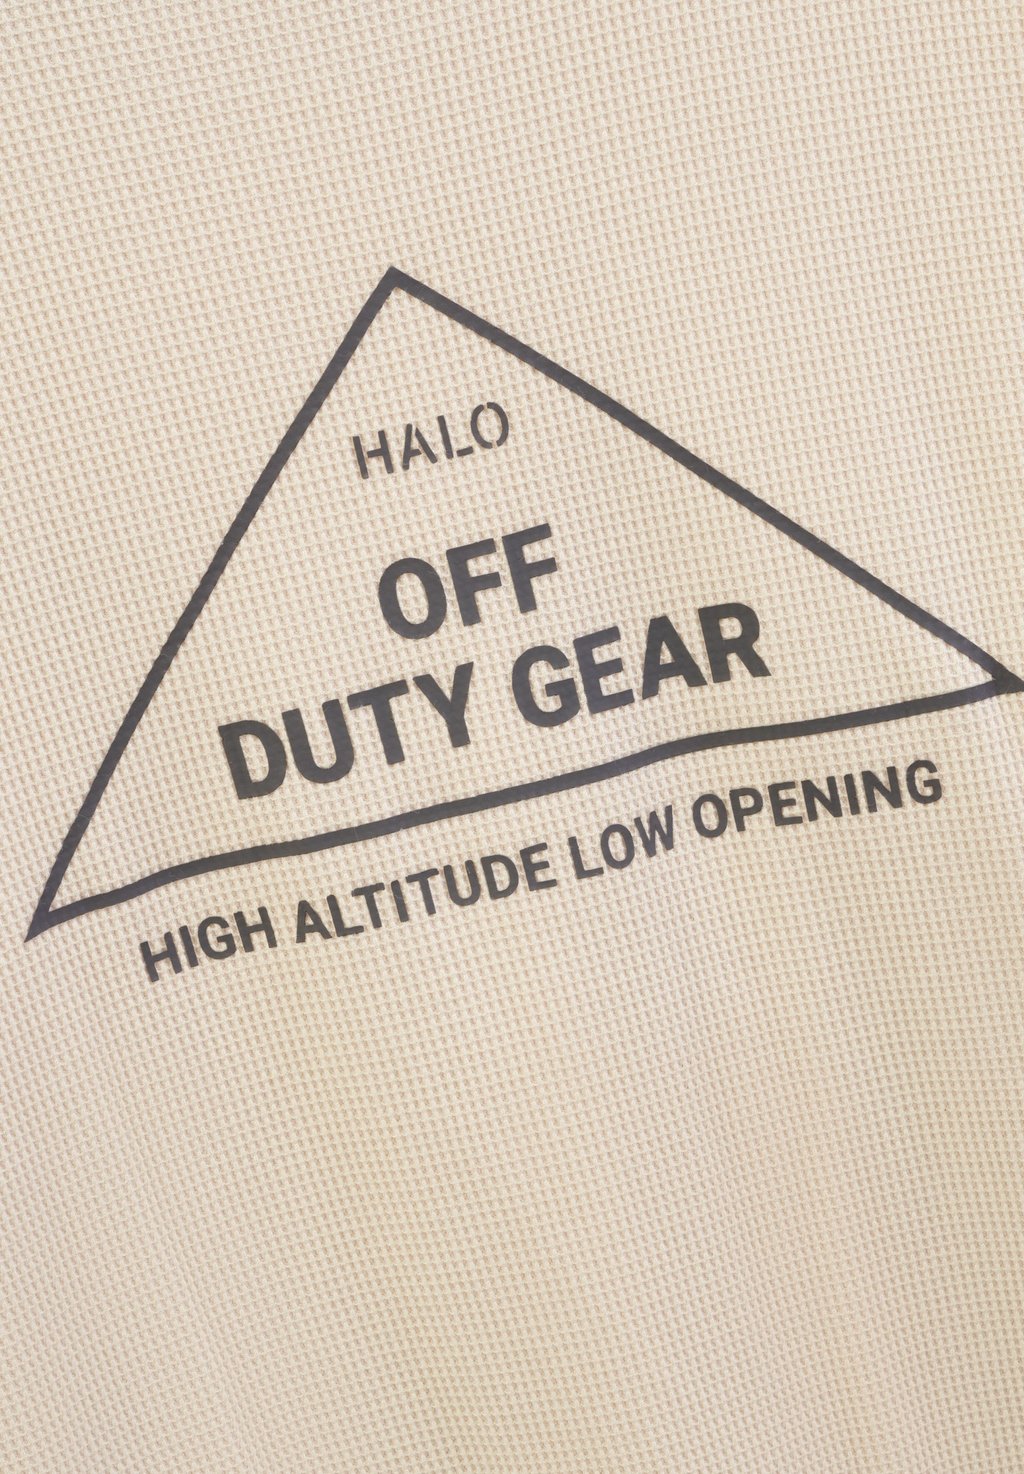 HALO
OFF
DUTY GEAR
HIGH ALTITUDE LOW OPENING